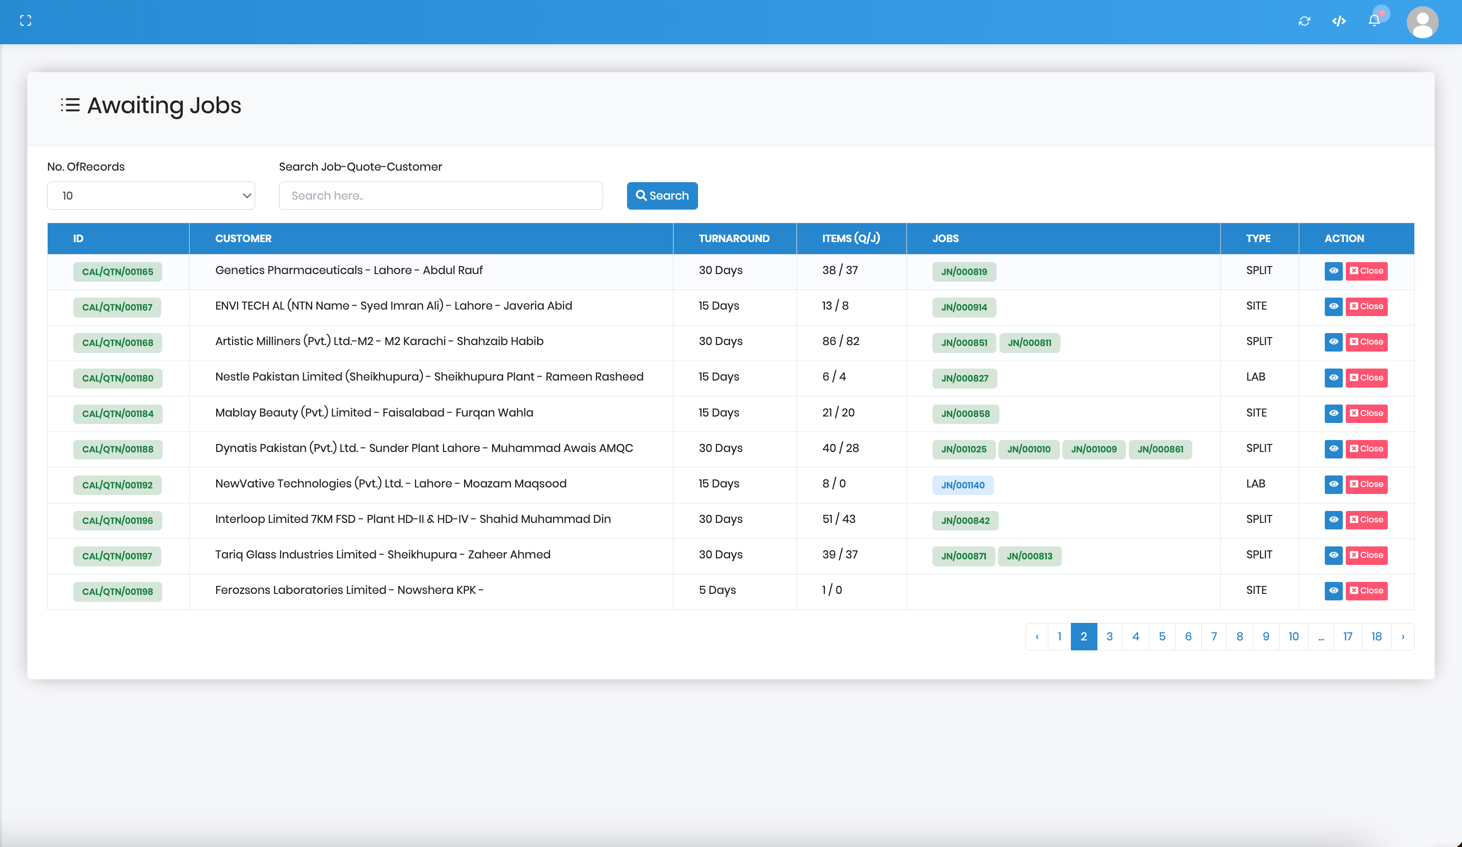 Awaiting Jobs
No. OfRecords Search Job-Quote-Customer
10 Search here.. Search
ID CUSTOMER TURNAROUND ITEMS (Q/J) JOBS TYPE ACTION
CAL/QTN/001165 Genetics Pharmaceuticals - Lahore - Abdul Rauf 30 Days 38 / 37 JN/000819 SPLIT Close
CAL/QTN/001167 ENVI TECH AL (NTN Name - Syed Imran Ali) - Lahore - Javeria Abid 15 Days 13 / 8 JN/000914 SITE Close
CAL/QTN/001168 Artistic Milliners (Pvt.) Ltd.-M2 - M2 Karachi - Shahzaib Habib 30 Days 86 / 82 JN/000851 JN/000811 SPLIT Close
CAL/QTN/001180 Nestle Pakistan Limited (Sheikhupura) - Sheikhupura Plant - Rameen Rasheed 15 Days 6 / 4 JN/000827 LAB Close
CAL/QTN/001184 Mablay Beauty (Pvt.) Limited - Faisalabad - Furqan Wahla 15 Days 21 / 20 JN/000858 SITE Close
CAL/QTN/001188 Dynatis Pakistan (Pvt.) Ltd. - Sunder Plant Lahore - Muhammad Awais AMQC 30 Days 40 / 28 JN/001025 JN/001010 JN/001009 JN/000861 SPLIT Close
CAL/QTN/001192 NewVative Technologies (Pvt.) Ltd. - Lahore - Moazam Maqsood 15 Days 8 / 0 JN/001140 LAB Close
CAL/QTN/001196 Interloop Limited 7KM FSD - Plant HD-II & HD-IV - Shahid Muhammad Din 30 Days 51 / 43 JN/000842 SPLIT Close
CAL/QTN/001197 Tariq Glass Industries Limited - Sheikhupura - Zaheer Ahmed 30 Days 39 / 37 JN/000871 JN/000813 SPLIT Close
CAL/QTN/001198 Ferozsons Laboratories Limited - Nowshera KPK - 5 Days 1 / 0 SITE Close
‹ 1 2 3 4 5 6 7 8 9 10 ... 17 18 ›